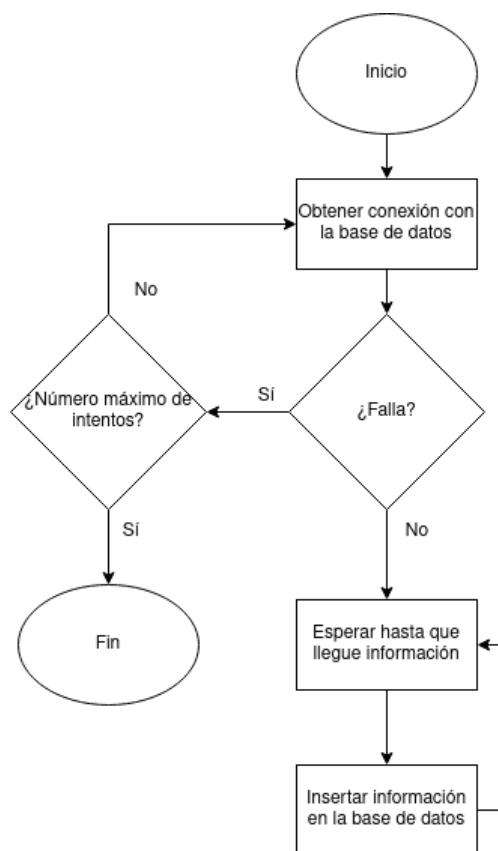 Inicio
Obtener conexión con
la base de datos
No
¿Número máximo de
intentos?
Sí
¿Falla?
Sí
No
Fin
Esperar hasta que
llegue información
Insertar información
en la base de datos